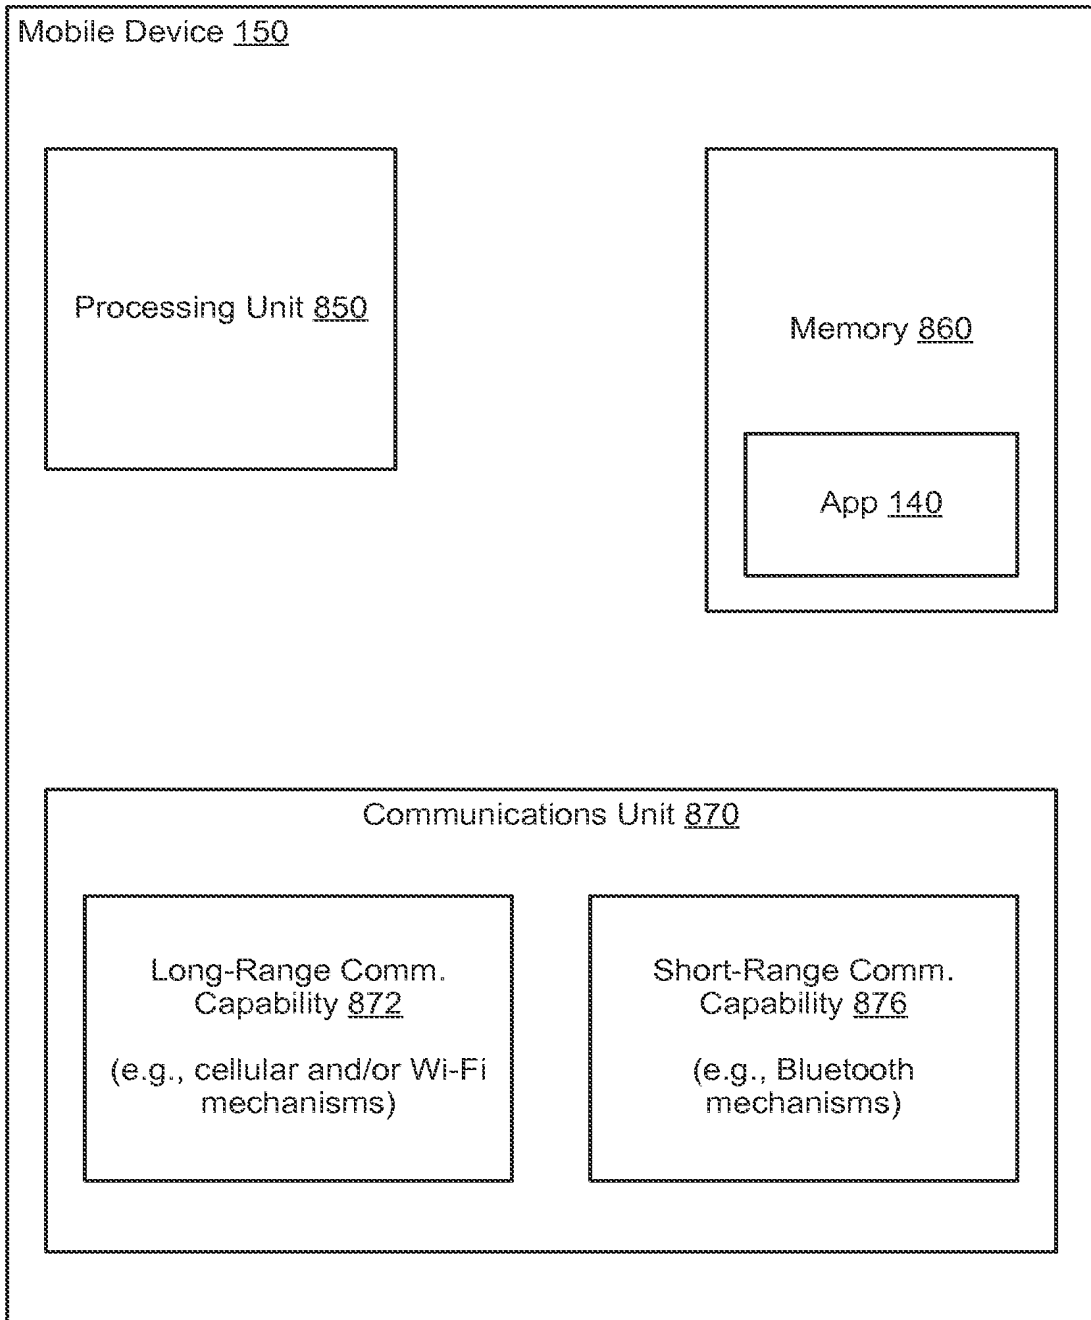 Mobile Device 150
Processing Unit 850
Memory 860
App 140
Communications Unit 870
Long-Range Comm.
Capability 872
(e.g., cellular and/or Wi-Fi
mechanisms)
Short-Range Comm.
Capability 876
(e.g., Bluetooth
mechanisms)